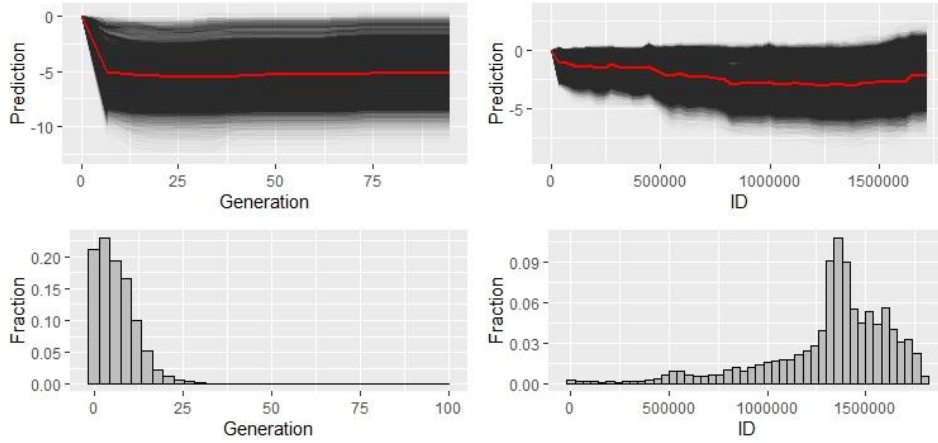 0
-5
-10
Prediction
0 25 50 75
Generation
0
-5
Prediction
0 500000 1000000 1500000
ID
0.20
0.15
0.10
0.05
0.00
Fraction
0 25 50 75 100
Generation
0.09
0.06
0.03
0.00
Fraction
0 500000 1000000 1500000
ID